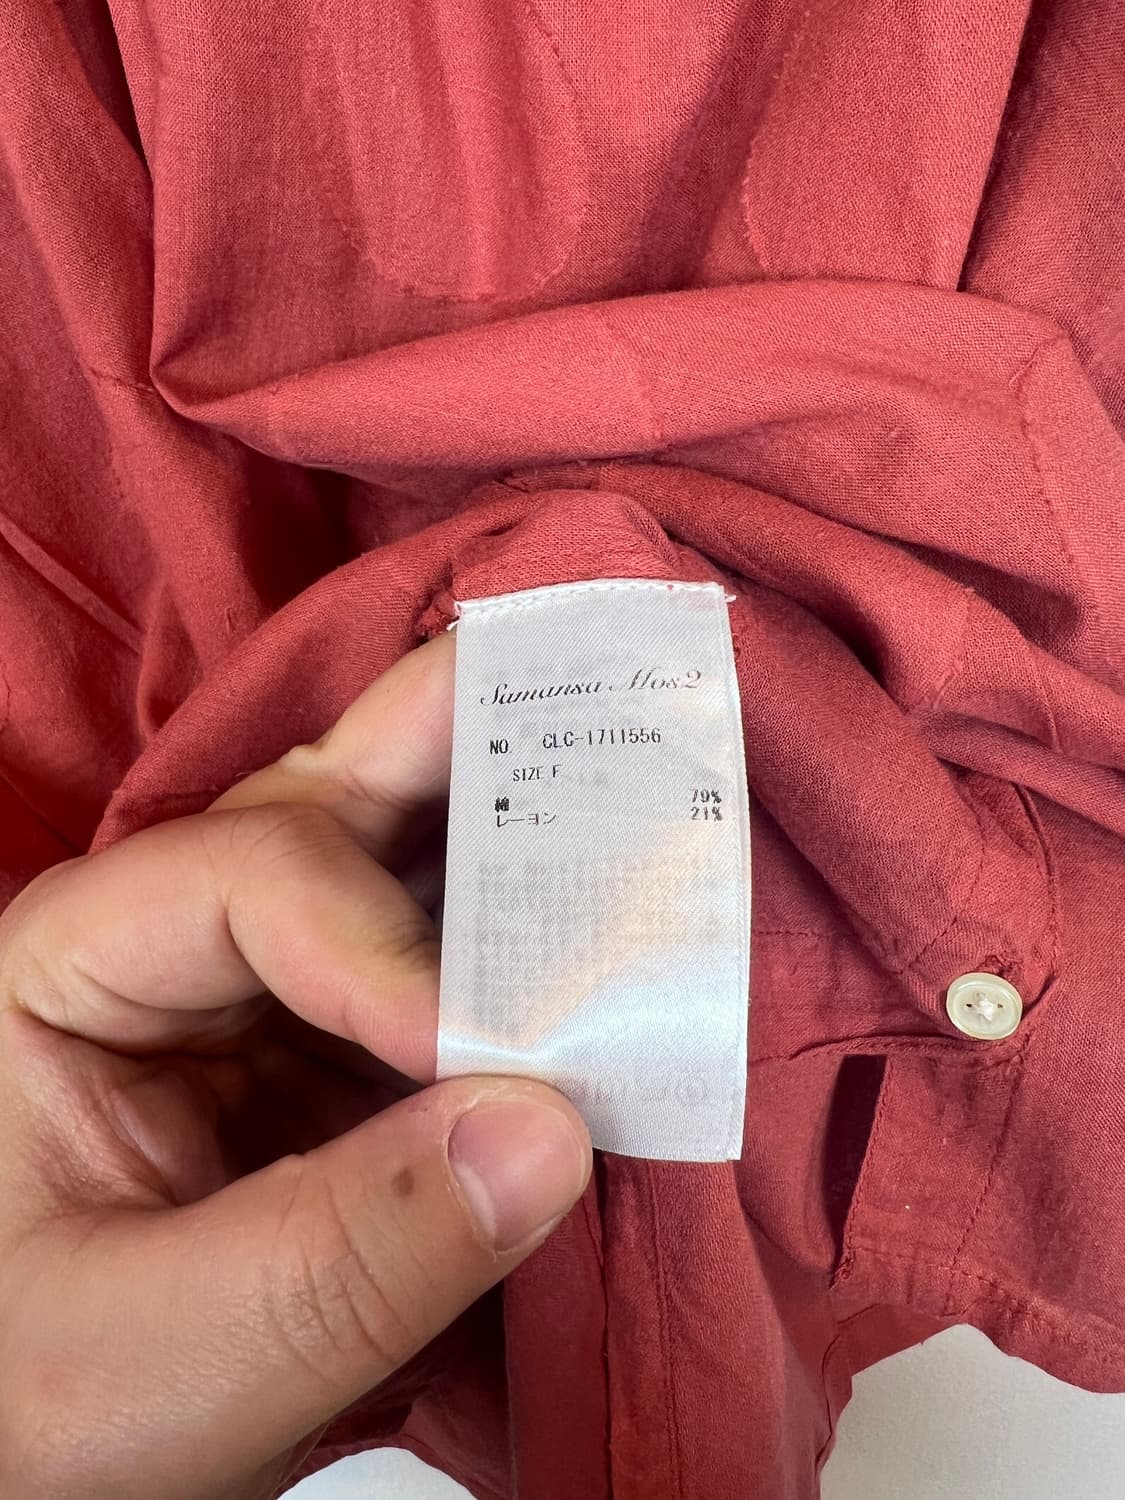 Samansa Mos2
NO. CLC-1711556
SIZE F
綿 79%
レーヨン 21%